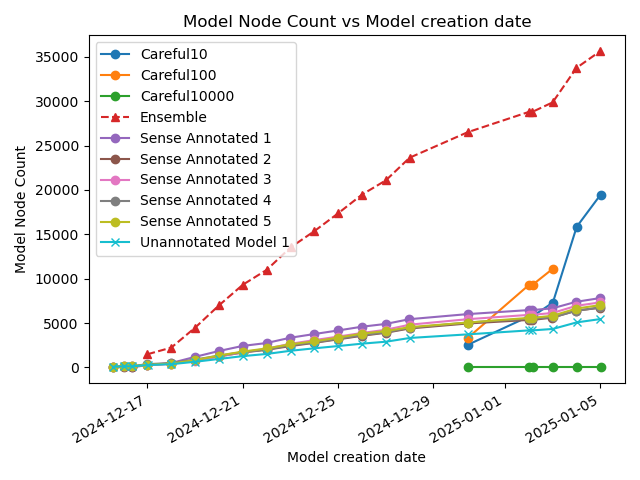 Model Node Count vs Model creation date
Careful10
Careful100
Careful10000
Ensemble
Sense Annotated 1
Sense Annotated 2
Sense Annotated 3
Sense Annotated 4
Sense Annotated 5
Unannotated Model 1
Model Node Count
35000
30000
25000
20000
15000
10000
5000
0
2024-12-17
2024-12-21
2024-12-25
2024-12-29
2025-01-01
2025-01-05
Model creation date